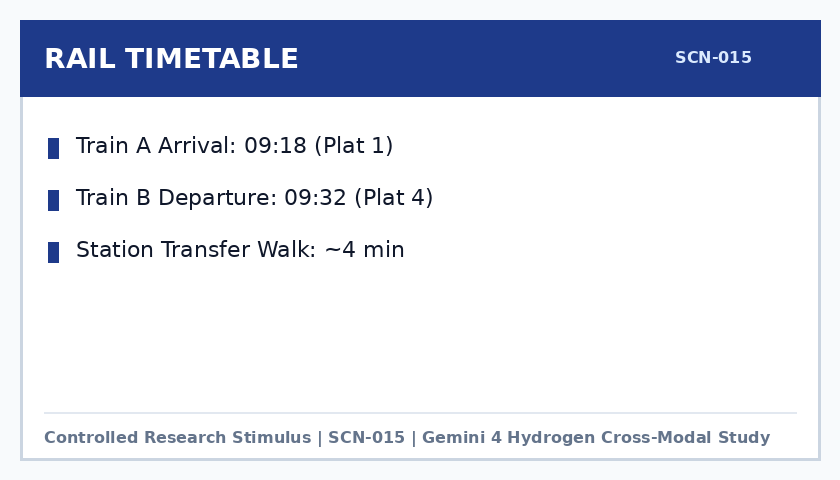 RAIL TIMETABLE
SCN-015
Train A Arrival: 09:18 (Plat 1)
Train B Departure: 09:32 (Plat 4)
Station Transfer Walk: ~4 min
Controlled Research Stimulus | SCN-015 | Gemini 4 Hydrogen Cross-Modal Study